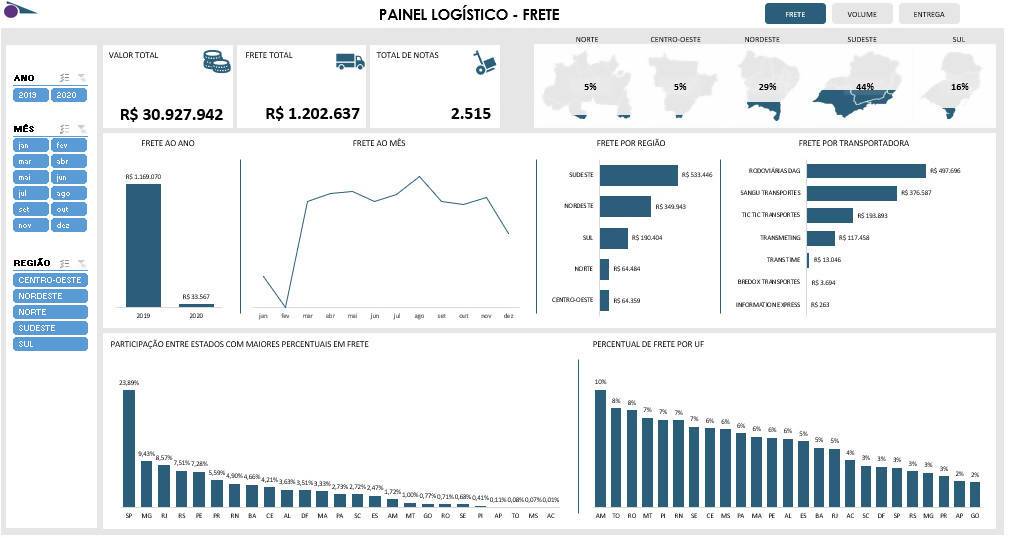 PAINEL LOGÍSTICO - FRETE
FRETE
VOLUME
ENTREGA
ANO
2019 2020
MÊS
jan fev
mar abr
mai jun
jul ago
set out
nov dez
REGIÃO
CENTRO-OESTE
NORDESTE
NORTE
SUDESTE
SUL
VALOR TOTAL
R$ 30.927.942
FRETE TOTAL
R$ 1.202.637
TOTAL DE NOTAS
2.515
NORTE CENTRO-OESTE NORDESTE SUDESTE SUL
5% 5% 29% 44% 16%
FRETE AO ANO
R$ 1.169.070
R$ 33.567
2019 2020
FRETE AO MÊS
jan fev mar abr mai jun jul ago set out nov dez
FRETE POR REGIÃO
SUDESTE R$ 533.446
NORDESTE R$ 349.943
SUL R$ 190.404
NORTE R$ 64.484
CENTRO-OESTE R$ 64.359
FRETE POR TRANSPORTADORA
RODOVIÁRIAS DAG R$ 497.696
SANGU TRANSPORTES R$ 376.587
TIC TIC TRANSPORTES R$ 193.893
TRANSMETING R$ 117.458
TRANSTIME R$ 13.046
BREDOX TRANSPORTES R$ 3.694
INFORMATION EXPRESS R$ 263
PARTICIPAÇÃO ENTRE ESTADOS COM MAIORES PERCENTUAIS EM FRETE
23,89% 9,43% 8,57% 7,51% 7,28% 5,59% 4,90% 4,66% 4,21% 3,63% 3,51% 3,33% 2,73% 2,72% 2,47% 1,72% 1,00% 0,77% 0,71% 0,68% 0,41% 0,11% 0,08% 0,07% 0,01%
SP MG RJ RS PE PR RN BA CE AL DF MA PA SC ES AM MT GO RO SE PI AP TO MS AC
PERCENTUAL DE FRETE POR UF
10% 8% 8% 7% 7% 7% 7% 6% 6% 6% 6% 6% 6% 5% 5% 5% 4% 3% 3% 3% 3% 3% 3% 2% 2%
AM TO RO MT PI RN SE CE MS PA MA PE AL ES BA RJ AC SC DF SP RS MG PR AP GO